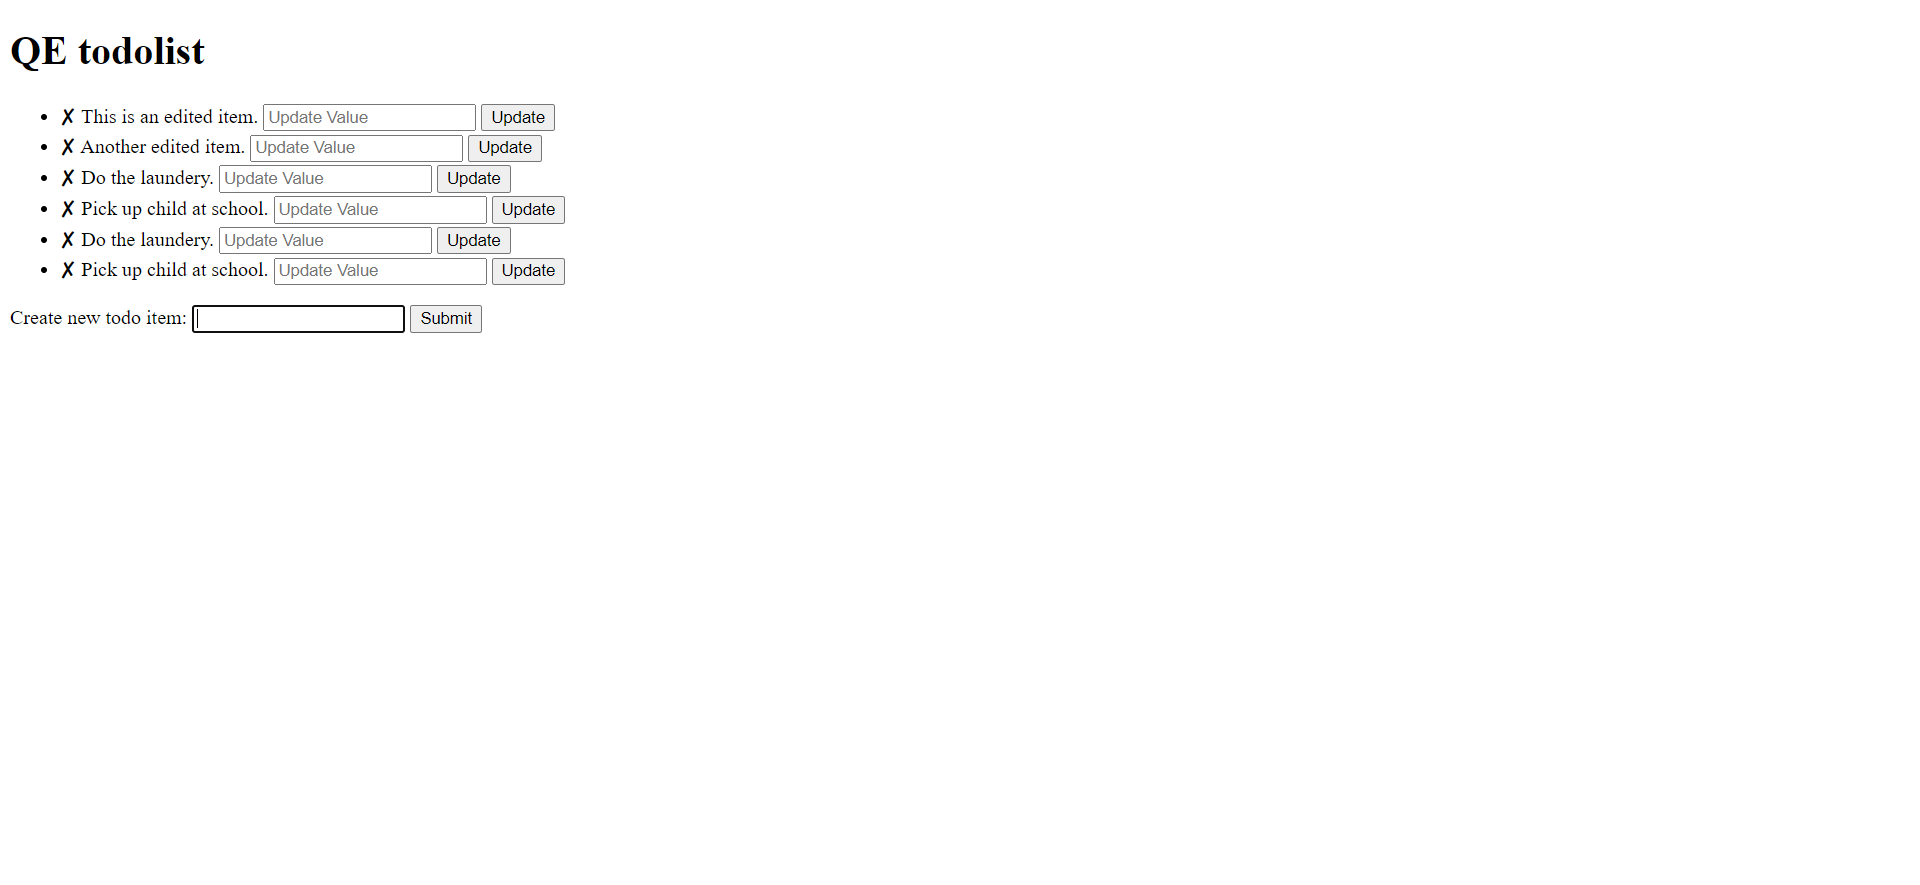 QE todolist
• ✗ This is an edited item. Update Value Update
• ✗ Another edited item. Update Value Update
• ✗ Do the laundery. Update Value Update
• ✗ Pick up child at school. Update Value Update
• ✗ Do the laundery. Update Value Update
• ✗ Pick up child at school. Update Value Update
Create new todo item: Submit